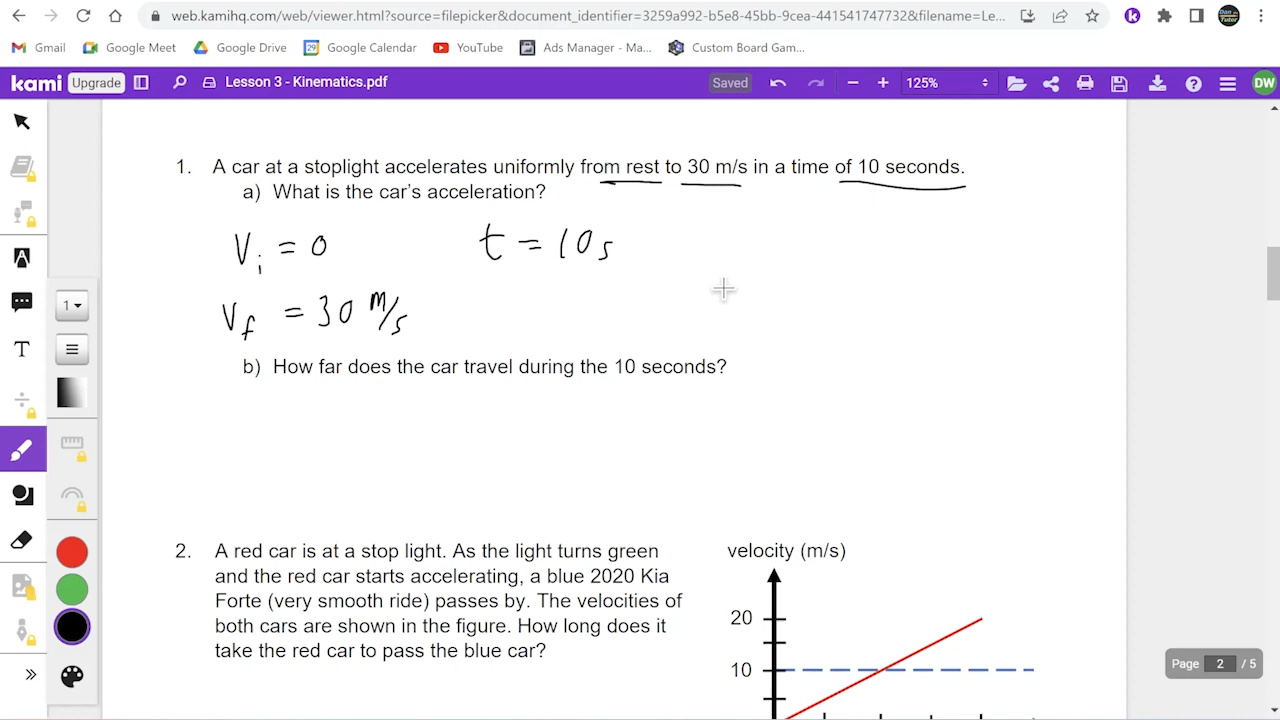 web.kamihq.com/web/viewer.html?source=filepicker&document_identifier=3259a992-b5e8-45bb-9cea-441541747732&filename=Le...
Gmail Google Meet Google Drive 29 Google Calendar YouTube Ads Manager - Ma... Custom Board Gam...
kami Upgrade Lesson 3 - Kinematics.pdf Saved 125% DW
1. A car at a stoplight accelerates uniformly from rest to 30 m/s in a time of 10 seconds.
a) What is the car's acceleration?
Vi = 0 t = 10s
Vf = 30 m/s
1
b) How far does the car travel during the 10 seconds?
2. A red car is at a stop light. As the light turns green
and the red car starts accelerating, a blue 2020 Kia
Forte (very smooth ride) passes by. The velocities of
both cars are shown in the figure. How long does it
take the red car to pass the blue car?
velocity (m/s)
20
10
Page 2 / 5